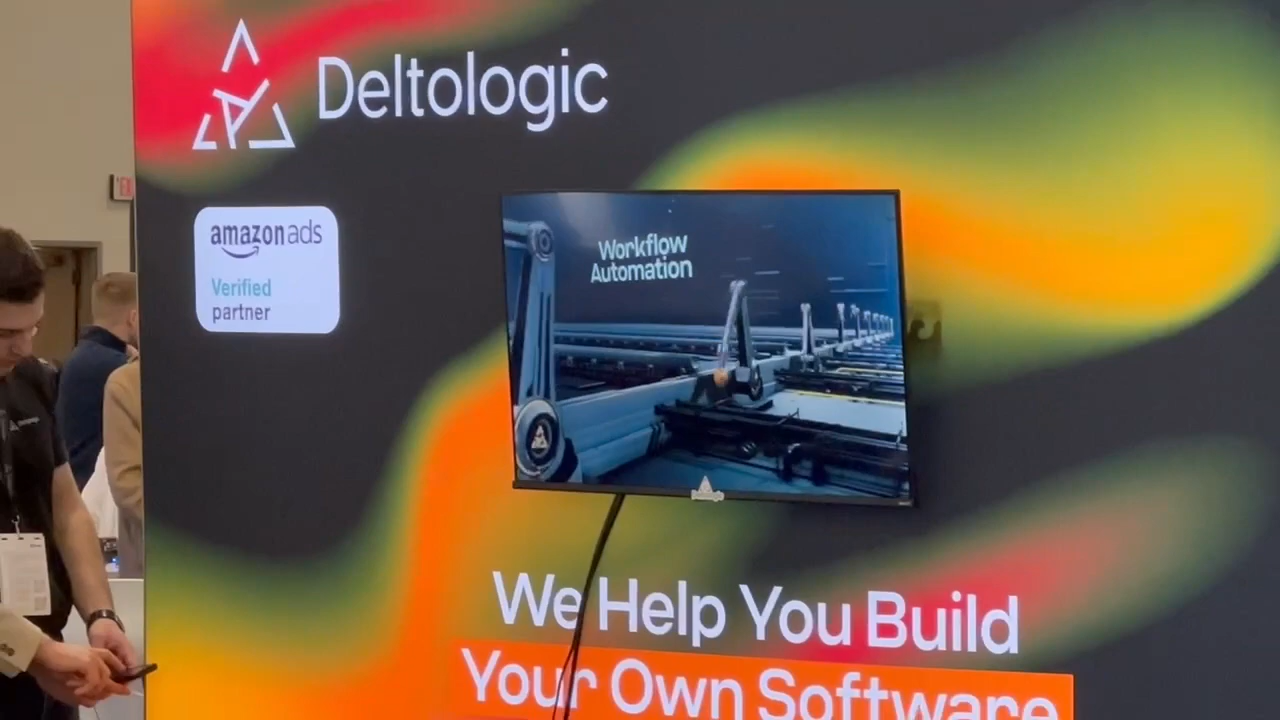 Deltologic
amazon ads
Verified
partner
Workflow
Automation
We Help You Build
Your Own Software